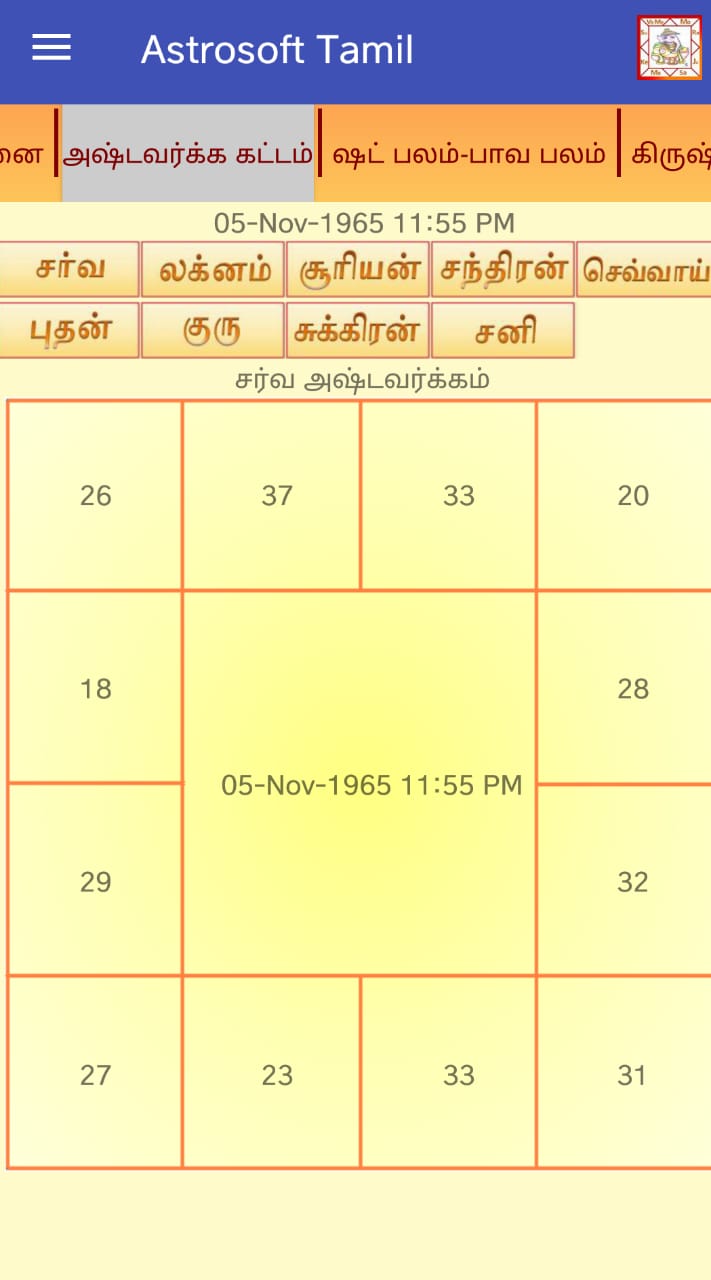 Astrosoft Tamil
னை அஷ்டவர்க்க கட்டம் ஷட் பலம்-பாவ பலம் கிருஷ்
05-Nov-1965 11:55 PM
சர்வ லக்னம் சூரியன் சந்திரன் செவ்வாய்
புதன் குரு சுக்கிரன் சனி
சர்வ அஷ்டவர்க்கம்
26 37 33 20
18 28
05-Nov-1965 11:55 PM
29 32
27 23 33 31